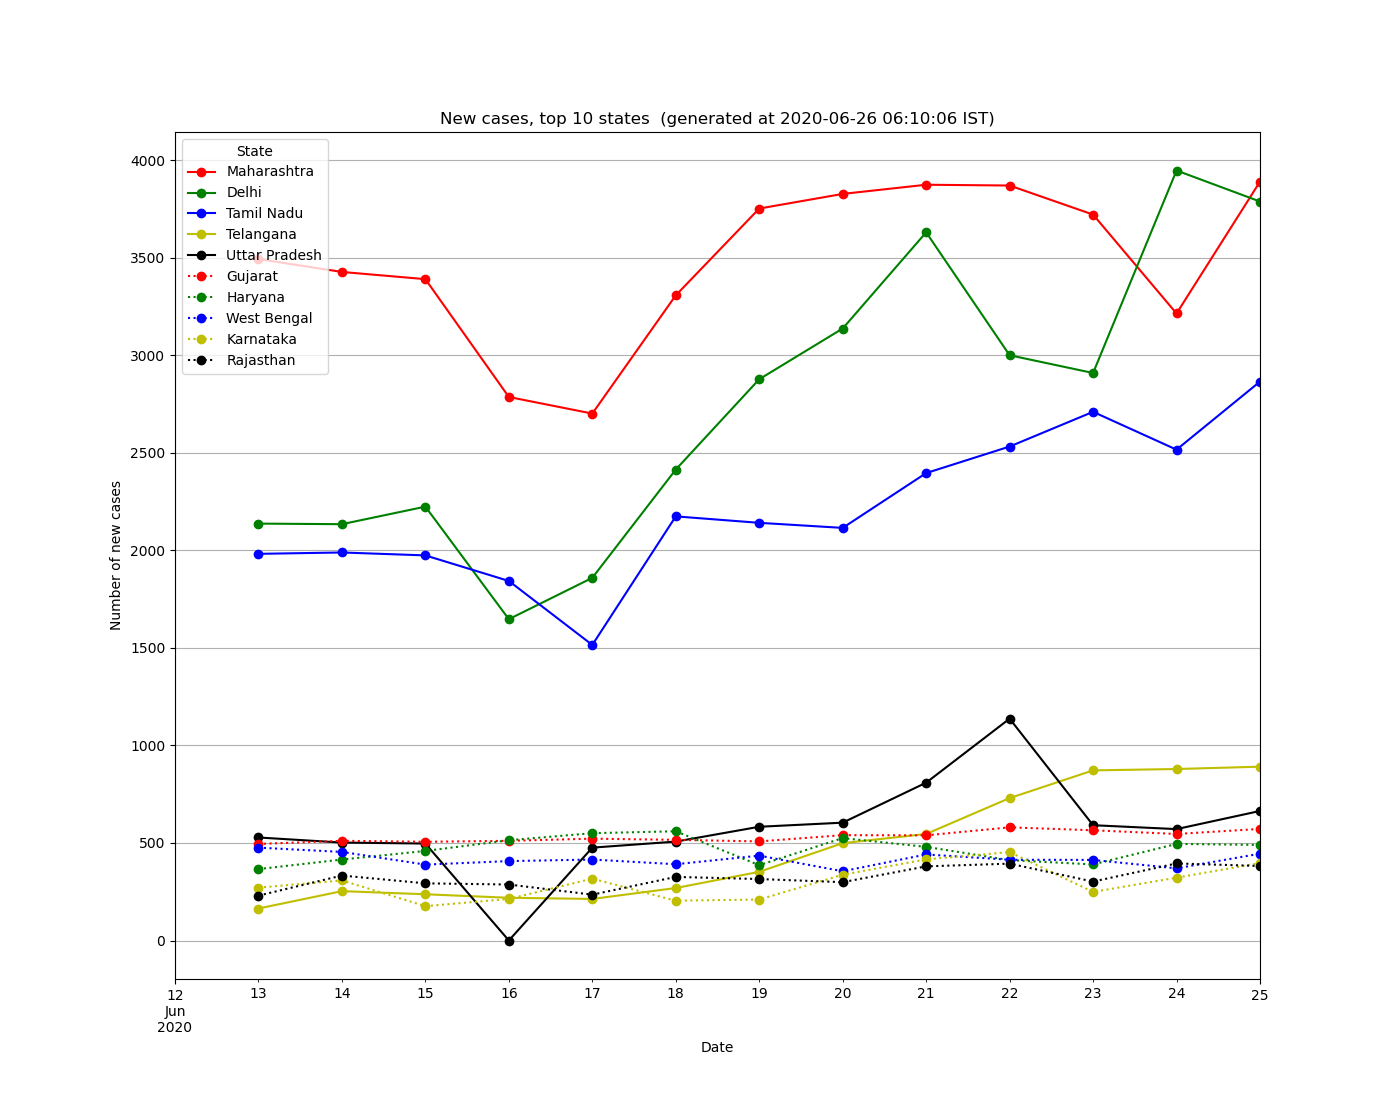 New cases, top 10 states  (generated at 2020-06-26 06:10:06 IST)
State
Maharashtra
Delhi
Tamil Nadu
Telangana
Uttar Pradesh
Gujarat
Haryana
West Bengal
Karnataka
Rajasthan
4000
3500
3000
2500
2000
1500
1000
500
0
Number of new cases
12 13 14 15 16 17 18 19 20 21 22 23 24 25
Jun
2020
Date